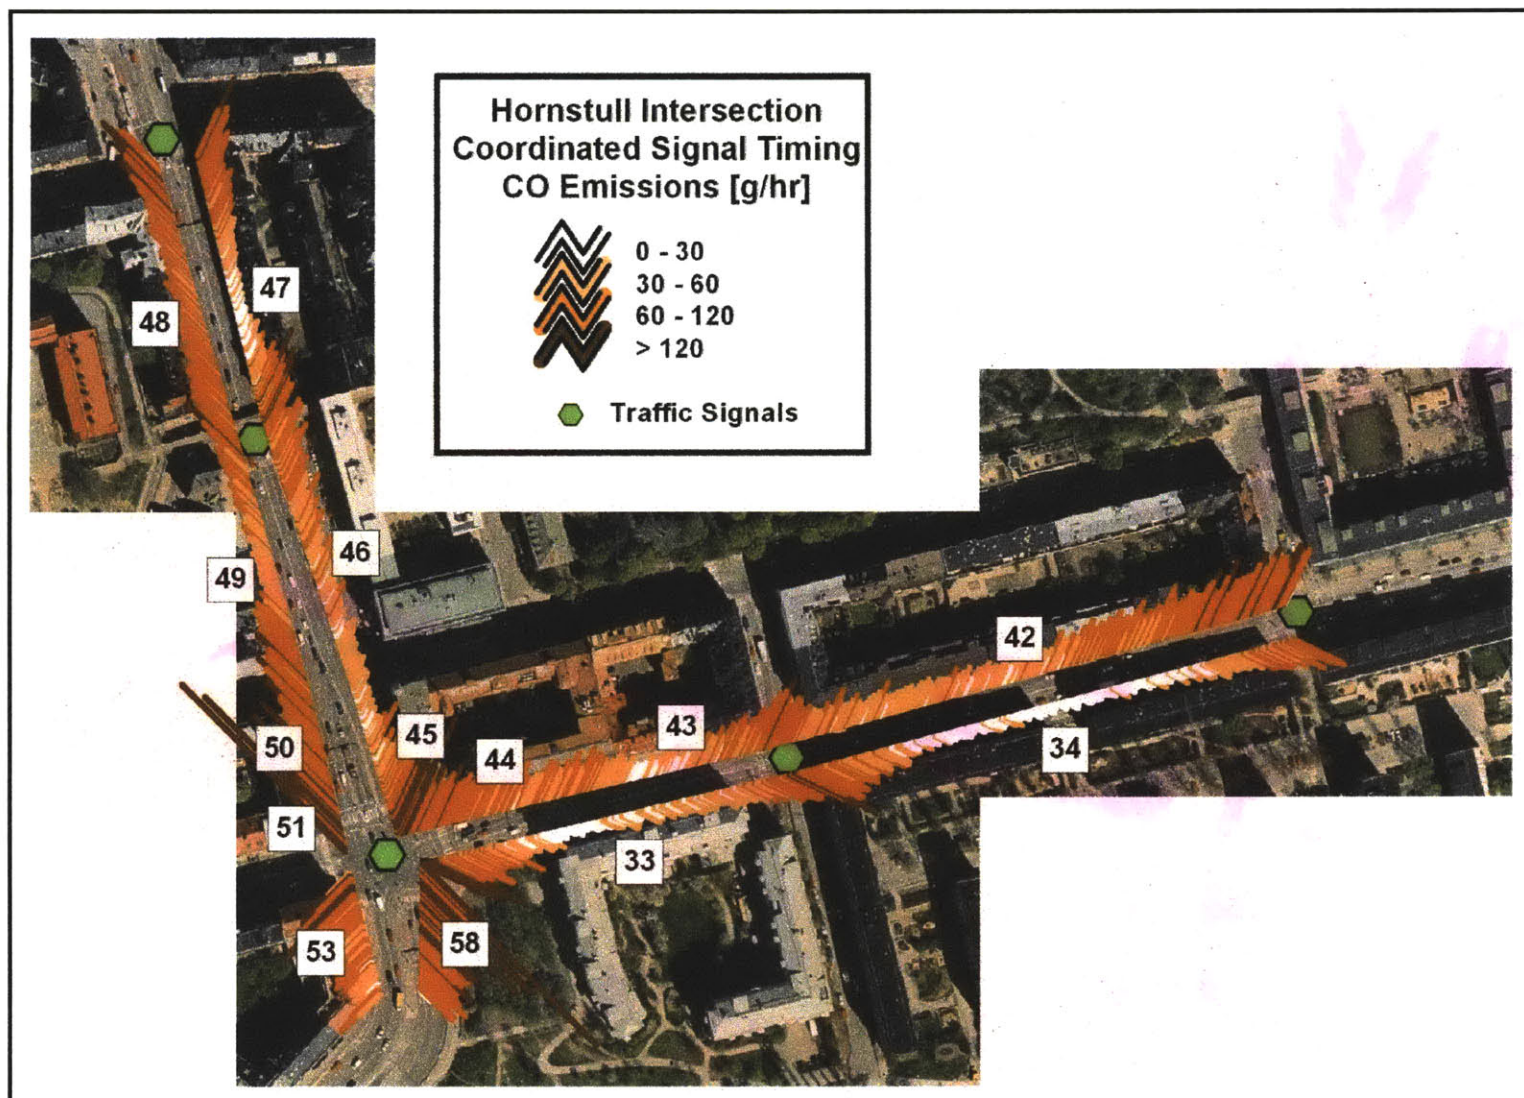 Hornstull Intersection
Coordinated Signal Timing
CO Emissions [g/hr]
0 - 30
30 - 60
60 - 120
> 120
Traffic Signals
47
48
46
49
42
45
43
50
44
34
51
33
53
58